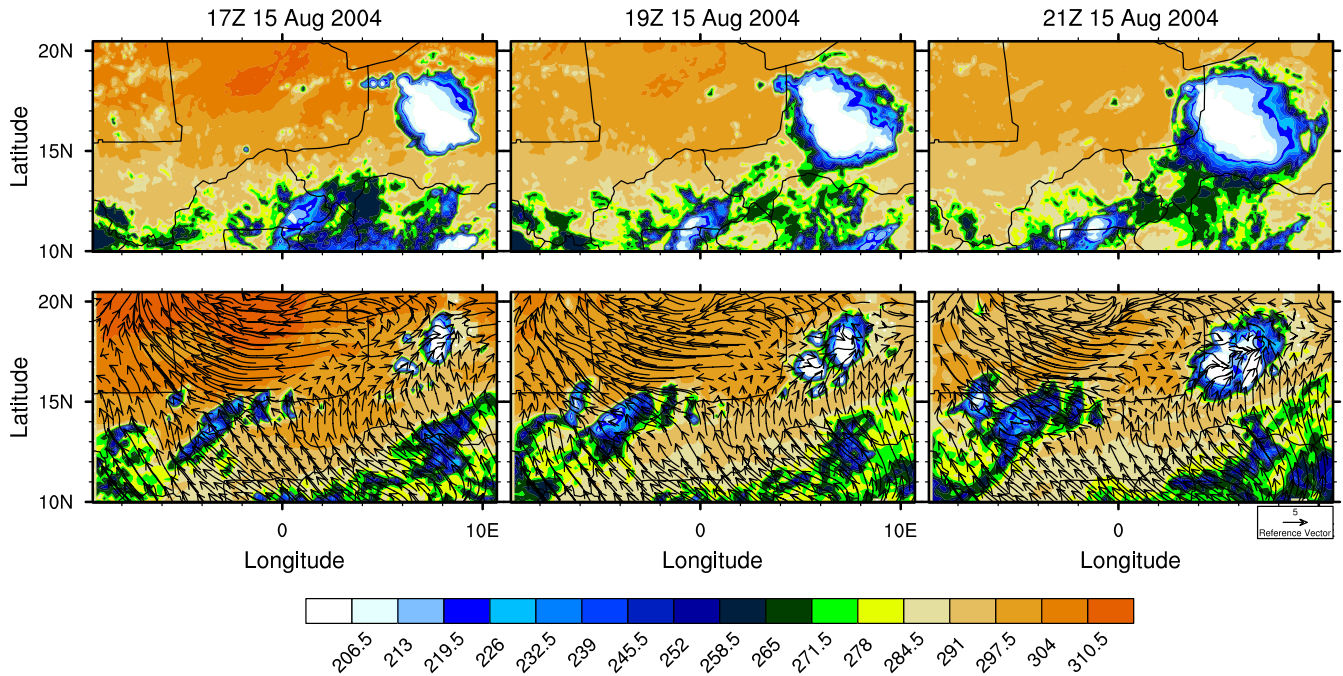 17Z 15 Aug 2004
19Z 15 Aug 2004
21Z 15 Aug 2004
Latitude
20N
15N
10N
Latitude
20N
15N
10N
0
10E
0
10E
0
5
Reference Vector
Longitude
Longitude
Longitude
206.5
213
219.5
226
232.5
239
245.5
252
258.5
265
271.5
278
284.5
291
297.5
304
310.5